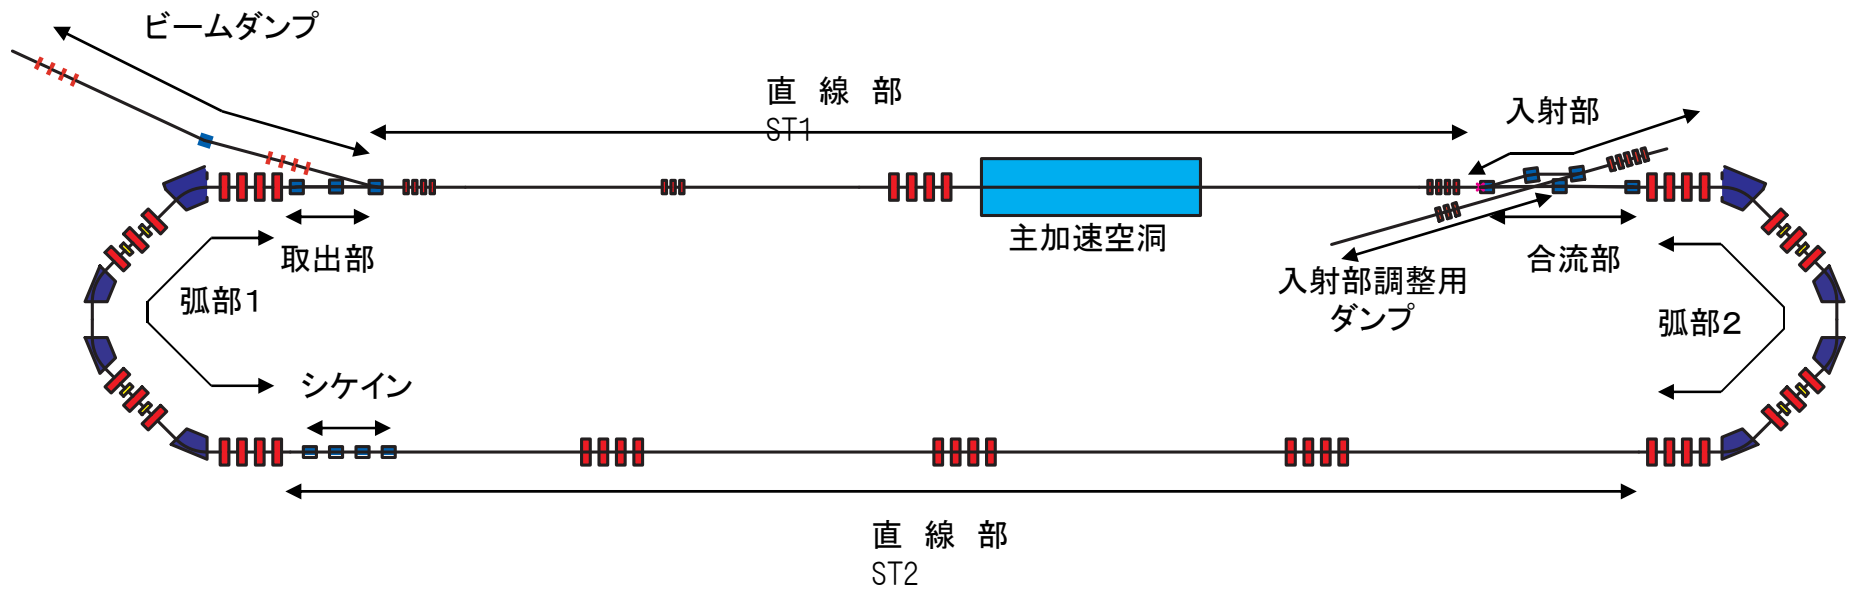 ビームダンプ
直 線 部
ST1
入射部
主加速空洞
取出部
合流部
入射部調整用
ダンプ
弧部1
弧部2
シケイン
直 線 部
ST2